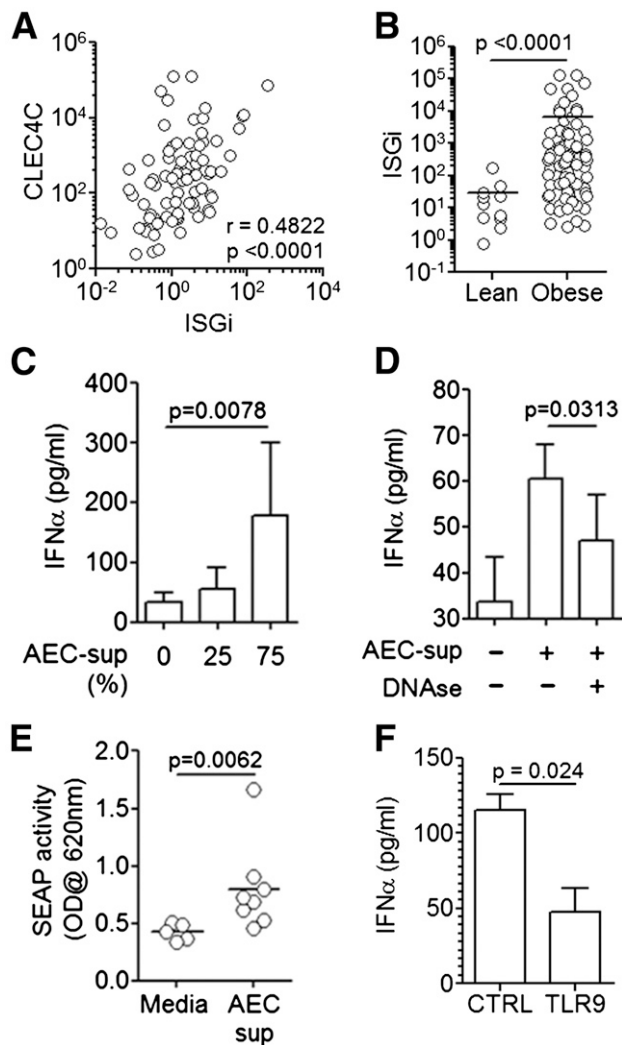 A
CLEC4C
10⁶
10⁴
10²
10⁰
r = 0.4822
p <0.0001
10⁻² 10⁰ 10² 10⁴
ISGi
B
p <0.0001
ISGi
10⁶
10⁵
10⁴
10³
10²
10¹
10⁰
10⁻¹
Lean Obese
C
p=0.0078
IFNα (pg/ml)
400
300
200
100
0
AEC-sup 0 25 75
(%)
D
p=0.0313
IFNα (pg/ml)
80
70
60
50
40
30
AEC-sup – + +
DNAse – – +
E
p=0.0062
SEAP activity
(OD@ 620nm)
2.0
1.5
1.0
0.5
0.0
Media AEC
sup
F
p = 0.024
IFNα (pg/ml)
150
100
50
0
CTRL TLR9